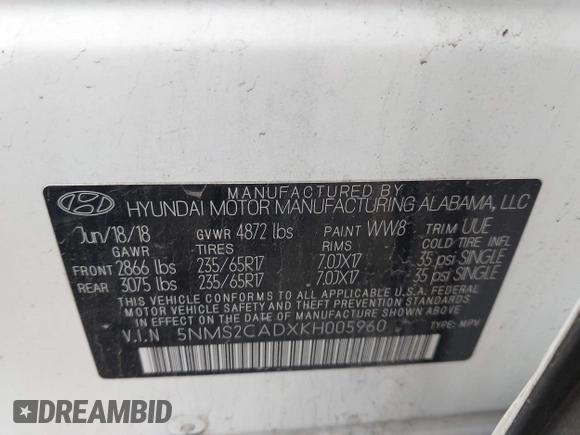 MANUFACTURED BY
HYUNDAI MOTOR MANUFACTURING ALABAMA, LLC
Jun/18/18 GVWR 4872 lbs PAINT WW8 TRIM UUE
GAWR TIRES RIMS COLD TIRE INFL
FRONT 2866 lbs 235/65R17 7.0JX17 35 psi SINGLE
REAR 3075 lbs 235/65R17 7.0JX17 35 psi SINGLE
THIS VEHICLE CONFORMS TO ALL APPLICABLE U.S.A. FEDERAL
MOTOR VEHICLE SAFETY AND THEFT PREVENTION STANDARDS IN
EFFECT ON THE DATE OF MANUFACTURE SHOWN ABOVE.
V.I.N 5NMS2CADXKH005960 TYPE: MPV
DREAMBID